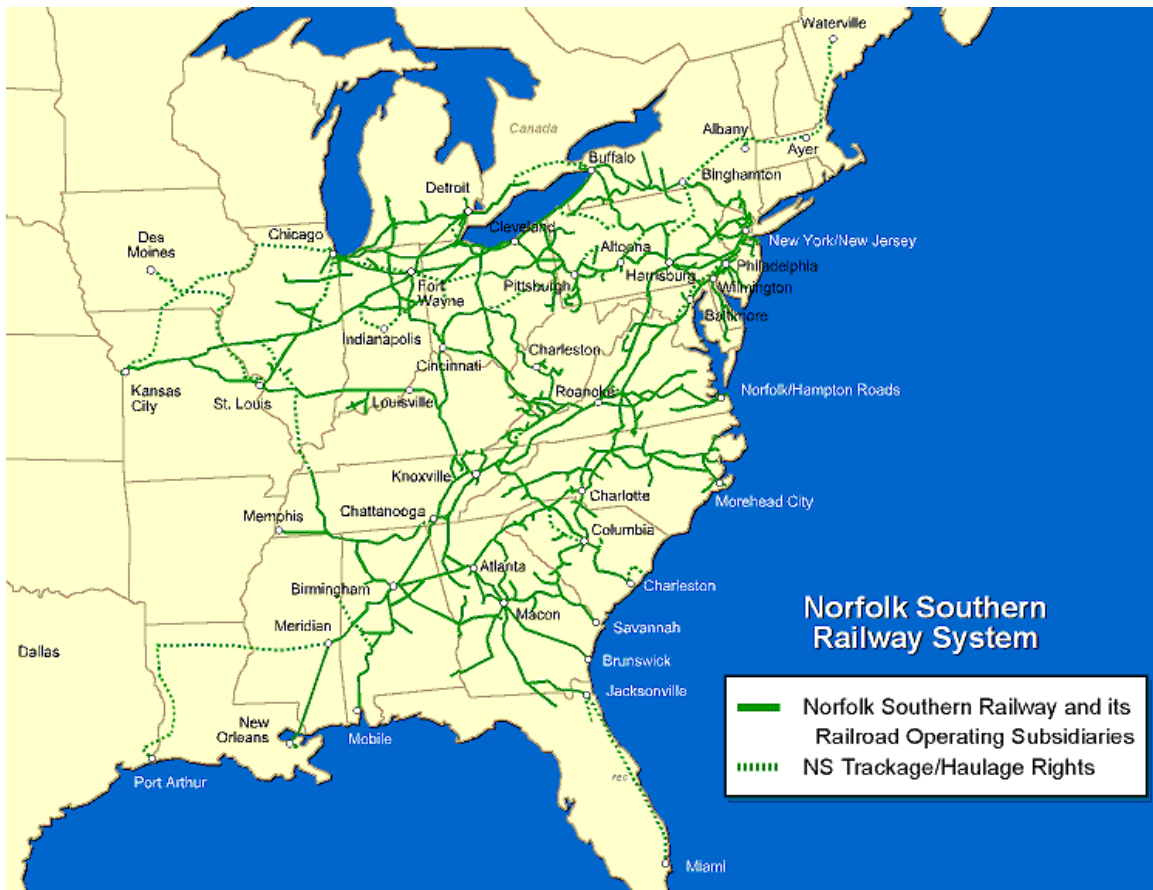 Waterville
Canada
Albany
Ayer
Buffalo
Binghamton
Detroit
Des
Moines
Chicago
Cleveland
New York/New Jersey
Altoona
Fort
Wayne
Pittsburgh
Harrisburg
Philadelphia
Wilmington
Baltimore
Indianapolis
Charleston
Cincinnati
Kansas
City
St. Louis
Louisville
Roanoke
Norfolk/Hampton Roads
Knoxville
Charlotte
Morehead City
Memphis
Chattanooga
Columbia
Atlanta
Birmingham
Charleston
Macon
Meridian
Savannah
Dallas
Brunswick
Jacksonville
New
Orleans
Mobile
Port Arthur
rec
Miami
Norfolk Southern
Railway System
Norfolk Southern Railway and its
Railroad Operating Subsidiaries
NS Trackage/Haulage Rights